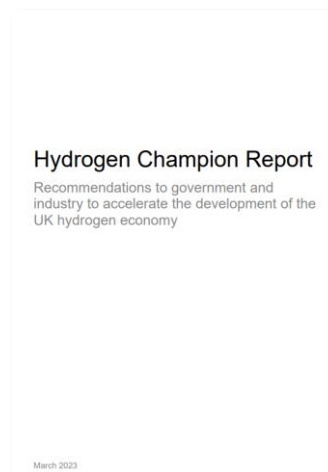 Hydrogen Champion Report
Recommendations to government and
industry to accelerate the development of the
UK hydrogen economy
March 2023